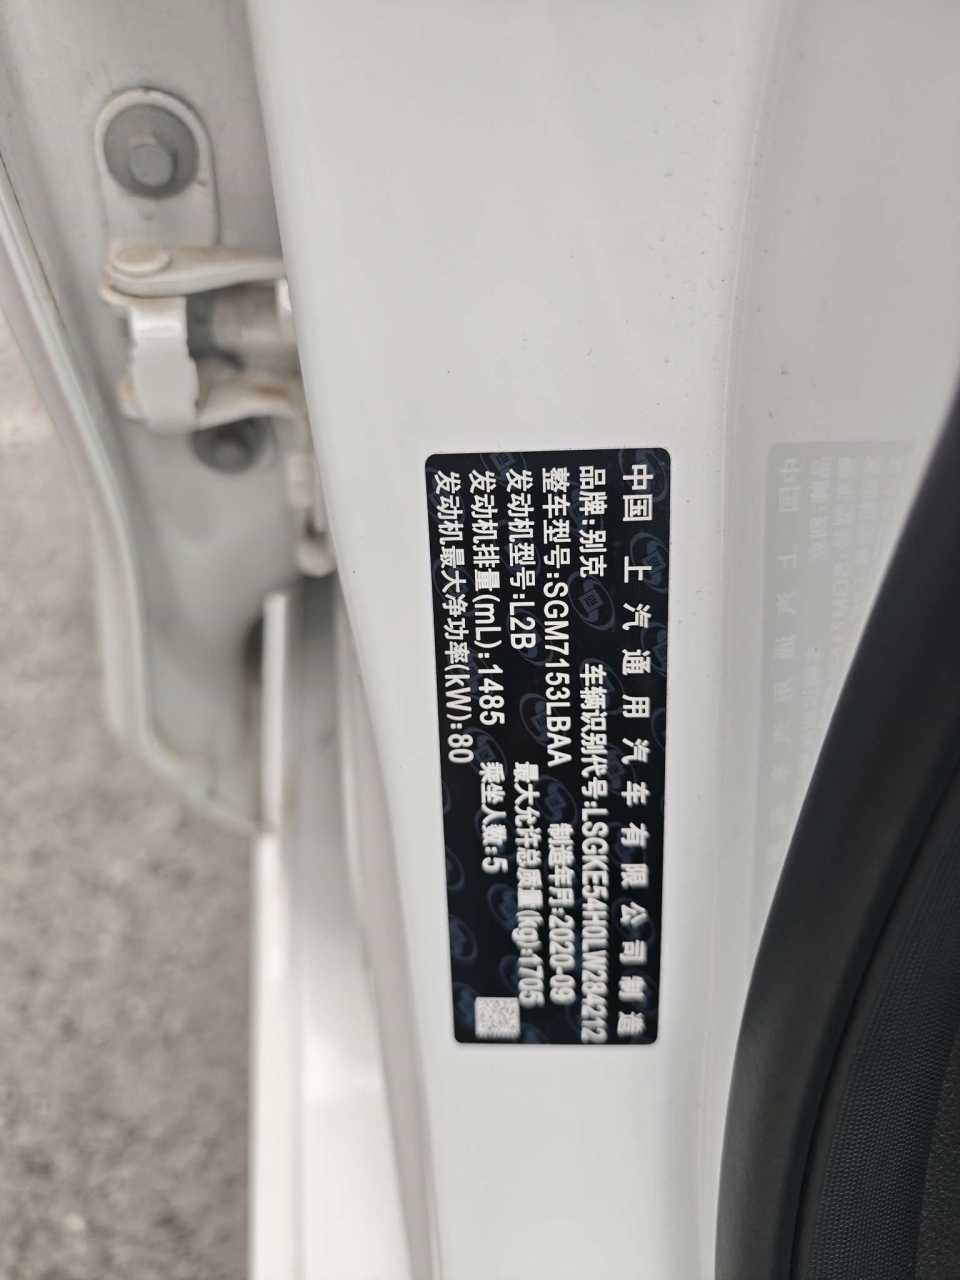 中国上汽通用汽车有限公司制造
品牌:别克 车辆识别代号:LSGKE54H0LW284212
整车型号:SGM7153LBAA 制造年月:2020-09
发动机型号:L2B 最大允许总质量(kg):1705
发动机排量(mL):1485 乘坐人数:5
发动机最大净功率(kW):80